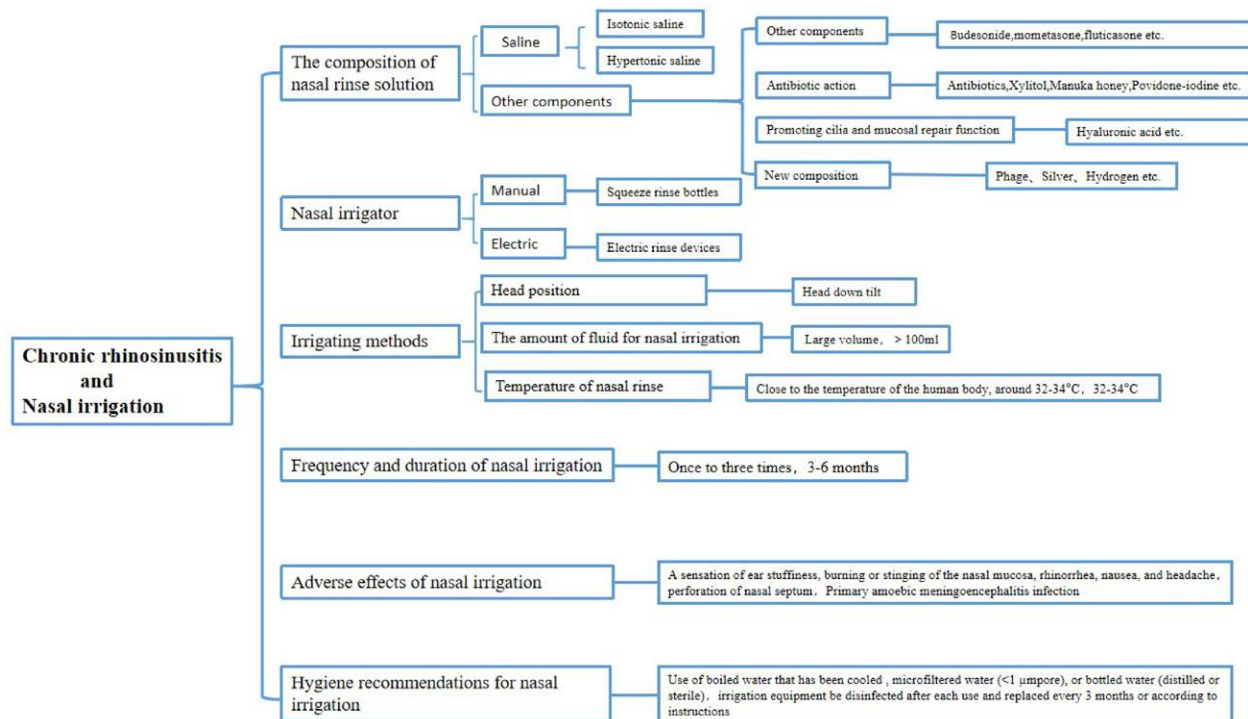 Chronic rhinosinusitis
and
Nasal irrigation
The composition of
nasal rinse solution
Saline
Isotonic saline
Hypertonic saline
Other components
Other components
Budesonide,mometasone,fluticasone etc.
Antibiotic action
Antibiotics,Xylitol,Manuka honey,Povidone-iodine etc.
Promoting cilia and mucosal repair function
Hyaluronic acid etc.
New composition
Phage、Silver、Hydrogen etc.
Nasal irrigator
Manual
Squeeze rinse bottles
Electric
Electric rinse devices
Irrigating methods
Head position
Head down tilt
The amount of fluid for nasal irrigation
Large volume，> 100ml
Temperature of nasal rinse
Close to the temperature of the human body, around 32-34°C，32-34°C
Frequency and duration of nasal irrigation
Once to three times，3-6 months
Adverse effects of nasal irrigation
A sensation of ear stuffiness, burning or stinging of the nasal mucosa, rhinorrhea, nausea, and headache，
perforation of nasal septum，Primary amoebic meningoencephalitis infection
Hygiene recommendations for nasal
irrigation
Use of boiled water that has been cooled , microfiltered water (<1 μmpore), or bottled water (distilled or
sterile)．irrigation equipment be disinfected after each use and replaced every 3 months or according to
instructions